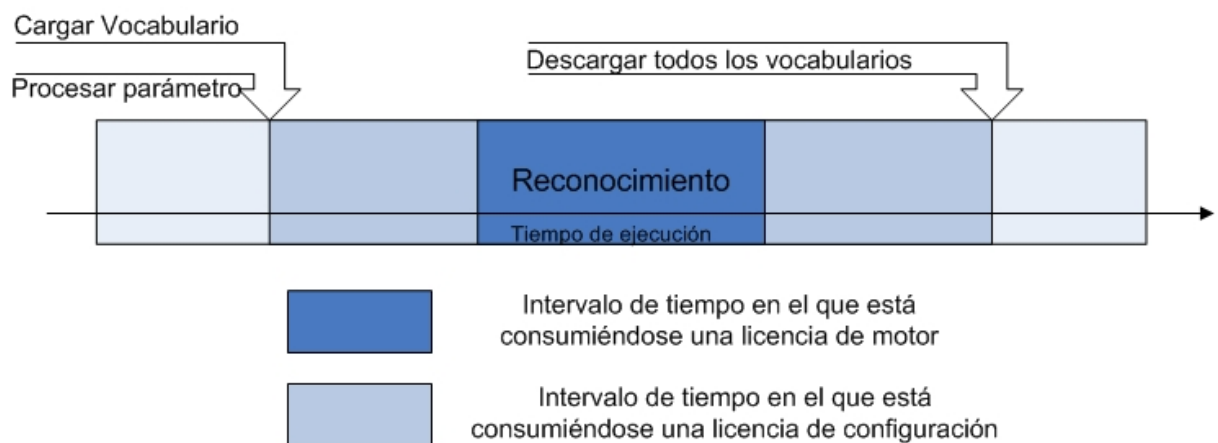 Cargar Vocabulario
Descargar todos los vocabularios
Procesar parámetro
Reconocimiento
Tiempo de ejecución
Intervalo de tiempo en el que está
consumiéndose una licencia de motor
Intervalo de tiempo en el que está
consumiéndose una licencia de configuración